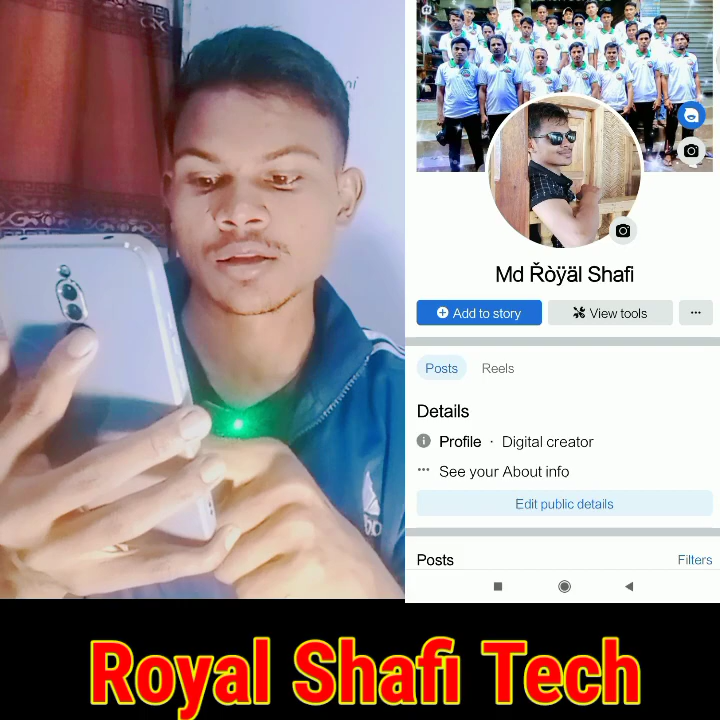 Md Řòÿäl Shafi
Add to story
View tools
Posts
Reels
Details
Profile · Digital creator
See your About info
Edit public details
Posts
Filters
Royal Shafi Tech